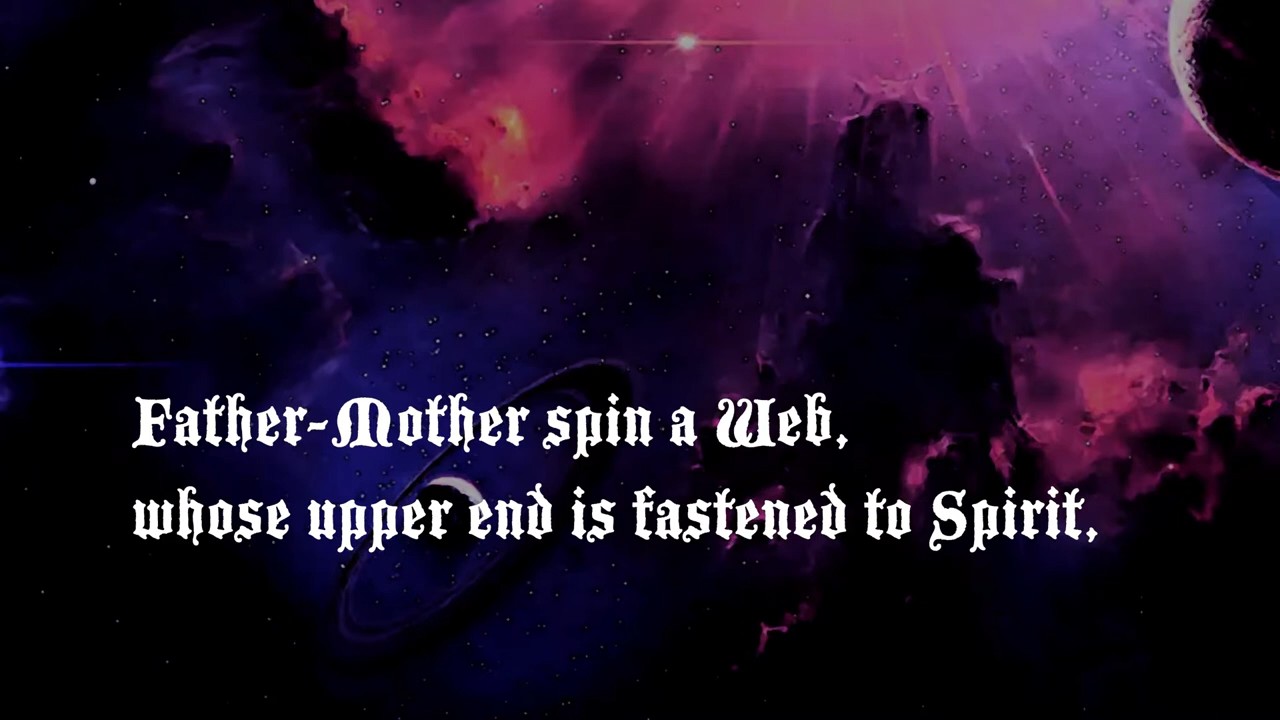 Father-Mother spin a Web,
whose upper end is fastened to Spirit,